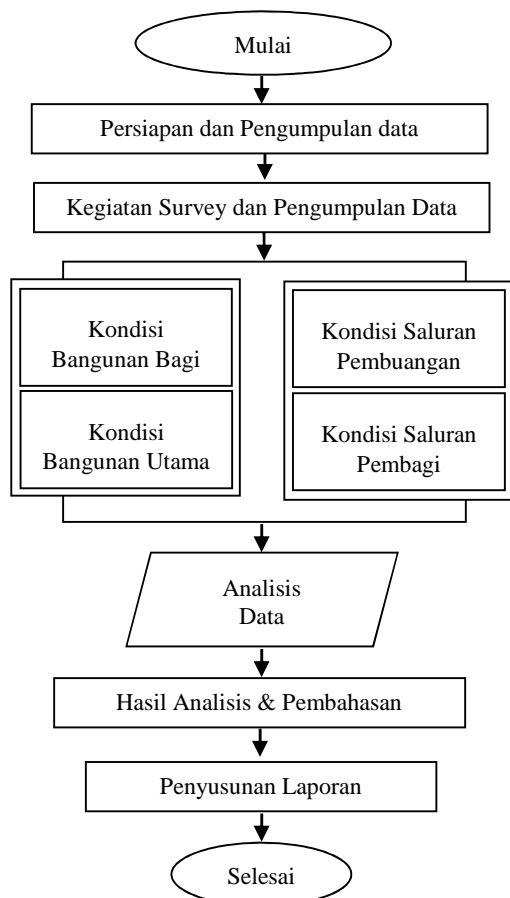 Mulai
Persiapan dan Pengumpulan data
Kegiatan Survey dan Pengumpulan Data
Kondisi
Bangunan Bagi
Kondisi
Bangunan Utama
Kondisi Saluran
Pembuangan
Kondisi Saluran
Pembagi
Analisis
Data
Hasil Analisis & Pembahasan
Penyusunan Laporan
Selesai